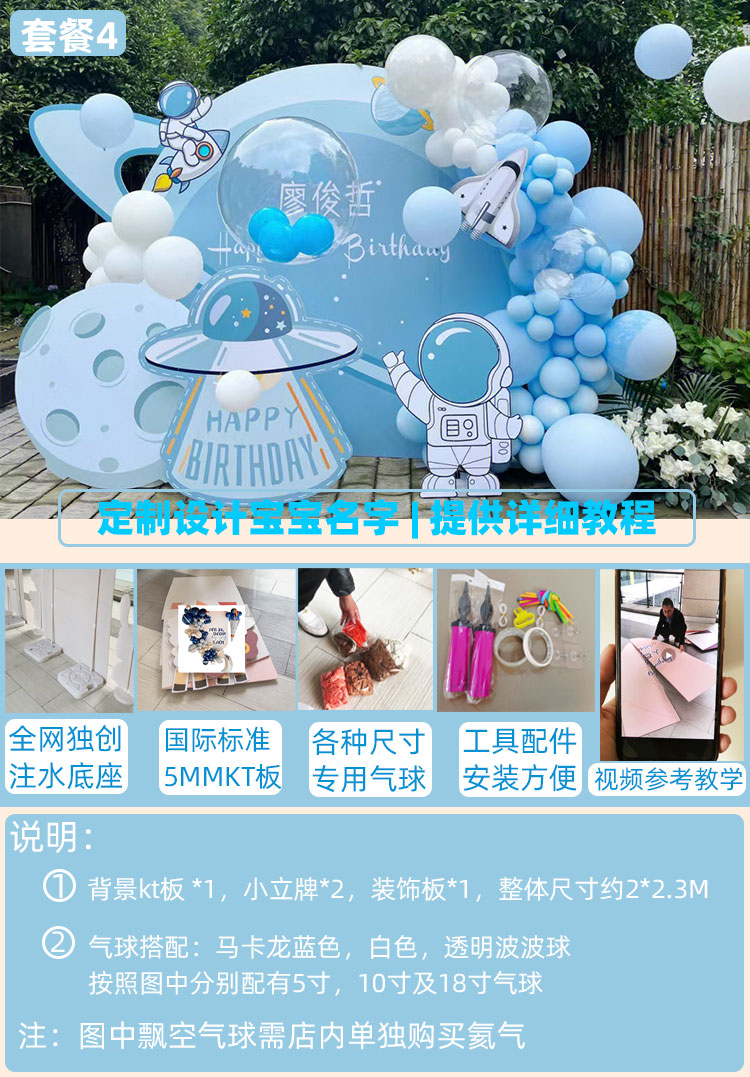 套餐4
廖俊哲
Happy Birthday
HAPPY
BIRTHDAY
定制设计宝宝名字 | 提供详细教程
全网独创
注水底座
国际标准
5MMKT板
各种尺寸
专用气球
工具配件
安装方便
视频参考教学
说明：
① 背景kt板 *1，小立牌*2，装饰板*1，整体尺寸约2*2.3M
② 气球搭配：马卡龙蓝色，白色，透明波波球
按照图中分别配有5寸，10寸及18寸气球
注：图中飘空气球需店内单独购买氦气